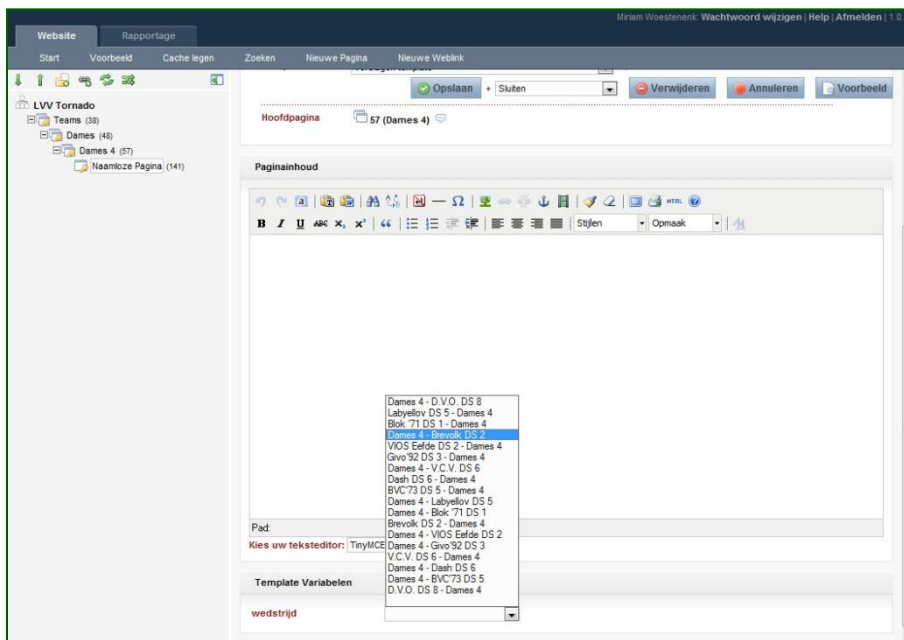 Miriam Woestenenk: Wachtwoord wijzigen | Help | Afmelden | 1.0.
Website Rapportage
Start Voorbeeld Cache legen Zoeken Nieuwe Pagina Nieuwe Weblink
Opslaan + Sluiten Verwijderen Annuleren Voorbeeld
LVV Tornado
Teams (38)
Dames (48)
Dames 4 (57)
Naamloze Pagina (141)
Hoofdpagina 57 (Dames 4)
Paginainhoud
HTML
B I U ABC X, X² Stijlen Opmaak
Dames 4 - D.V.O. DS 8
Labyellov DS 5 - Dames 4
Blok '71 DS 1 - Dames 4
Dames 4 - Brevolk DS 2
VIOS Eefde DS 2 - Dames 4
Givo'92 DS 3 - Dames 4
Dames 4 - V.C.V. DS 6
Dash DS 6 - Dames 4
BVC'73 DS 5 - Dames 4
Dames 4 - Labyellov DS 5
Dames 4 - Blok '71 DS 1
Brevolk DS 2 - Dames 4
Dames 4 - VIOS Eefde DS 2
Dames 4 - Givo'92 DS 3
V.C.V. DS 6 - Dames 4
Dames 4 - Dash DS 6
Dames 4 - BVC'73 DS 5
D.V.O. DS 8 - Dames 4
Pad:
Kies uw teksteditor: TinyMCE
Template Variabelen
wedstrijd